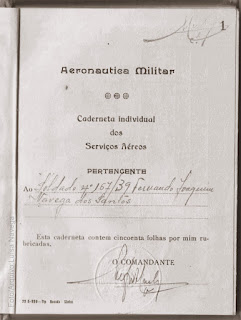 1
Aeronautica Militar
Caderneta individual
dos
Serviços Aéreos
PERTENCENTE
Ao Soldado nº 167/39 Fernando Joaquim
Navega dos Santos
Esta caderneta contem cincoenta folhas por mim ru-
bricadas.
O COMANDANTE